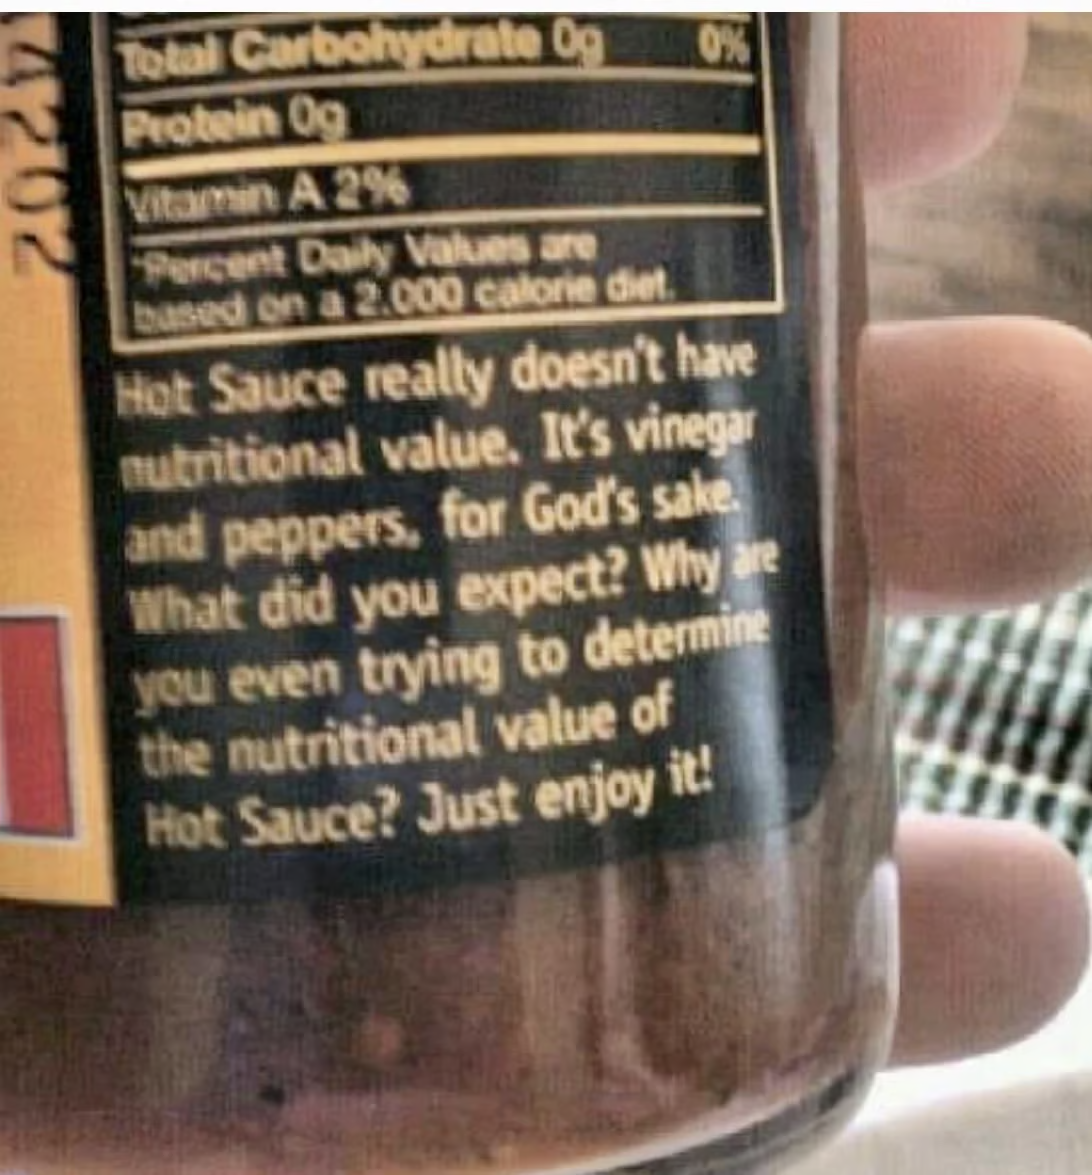 Total Carbohydrate 0g 0%
Protein 0g
Vitamin A 2%
*Percent Daily Values are
based on a 2.000 calorie diet.
Hot Sauce really doesn't have
nutritional value. It's vinegar
and peppers, for God's sake.
What did you expect? Why are
you even trying to determine
the nutritional value of
Hot Sauce? Just enjoy it!